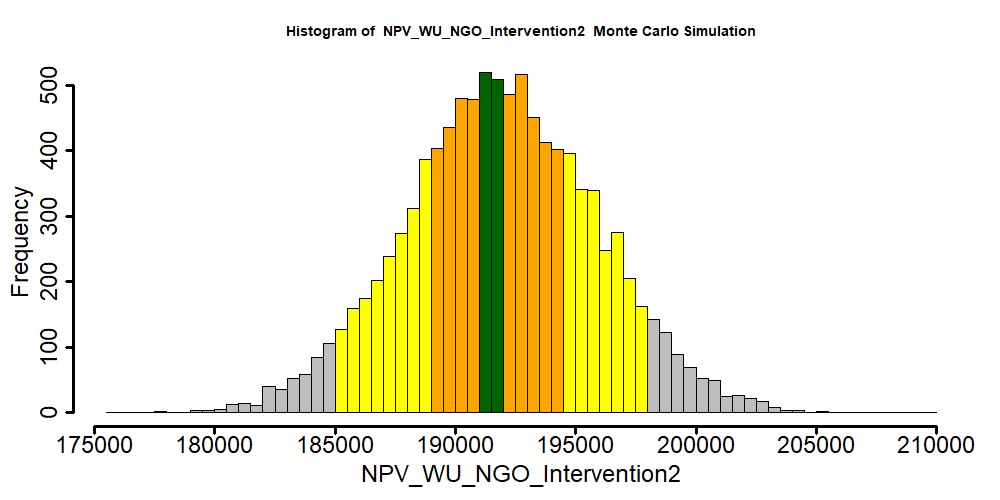 Histogram of  NPV_WU_NGO_Intervention2  Monte Carlo Simulation
Frequency
500
400
300
200
100
0
175000 180000 185000 190000 195000 200000 205000 210000
NPV_WU_NGO_Intervention2